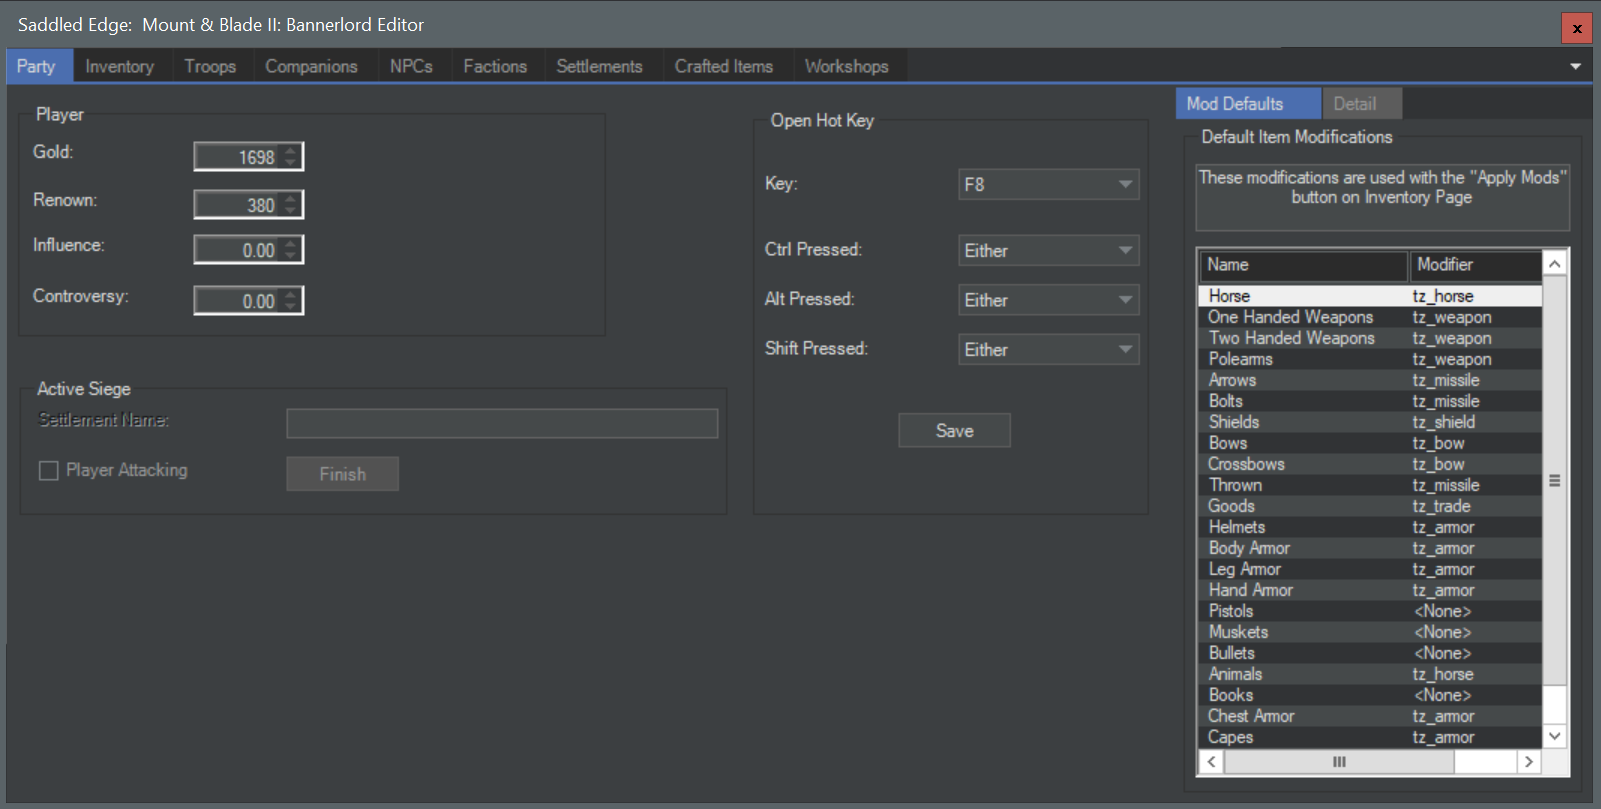 Saddled Edge:  Mount & Blade II: Bannerlord Editor
x
Party Inventory Troops Companions NPCs Factions Settlements Crafted Items Workshops
Player
Gold: 1698
Renown: 380
Influence: 0.00
Controversy: 0.00
Active Siege
Settlement Name:
Player Attacking Finish
Open Hot Key
Key: F8
Ctrl Pressed: Either
Alt Pressed: Either
Shift Pressed: Either
Save
Mod Defaults Detail
Default Item Modifications
These modifications are used with the "Apply Mods"
button on Inventory Page
Name Modifier
Horse tz_horse
One Handed Weapons tz_weapon
Two Handed Weapons tz_weapon
Polearms tz_weapon
Arrows tz_missile
Bolts tz_missile
Shields tz_shield
Bows tz_bow
Crossbows tz_bow
Thrown tz_missile
Goods tz_trade
Helmets tz_armor
Body Armor tz_armor
Leg Armor tz_armor
Hand Armor tz_armor
Pistols <None>
Muskets <None>
Bullets <None>
Animals tz_horse
Books <None>
Chest Armor tz_armor
Capes tz_armor